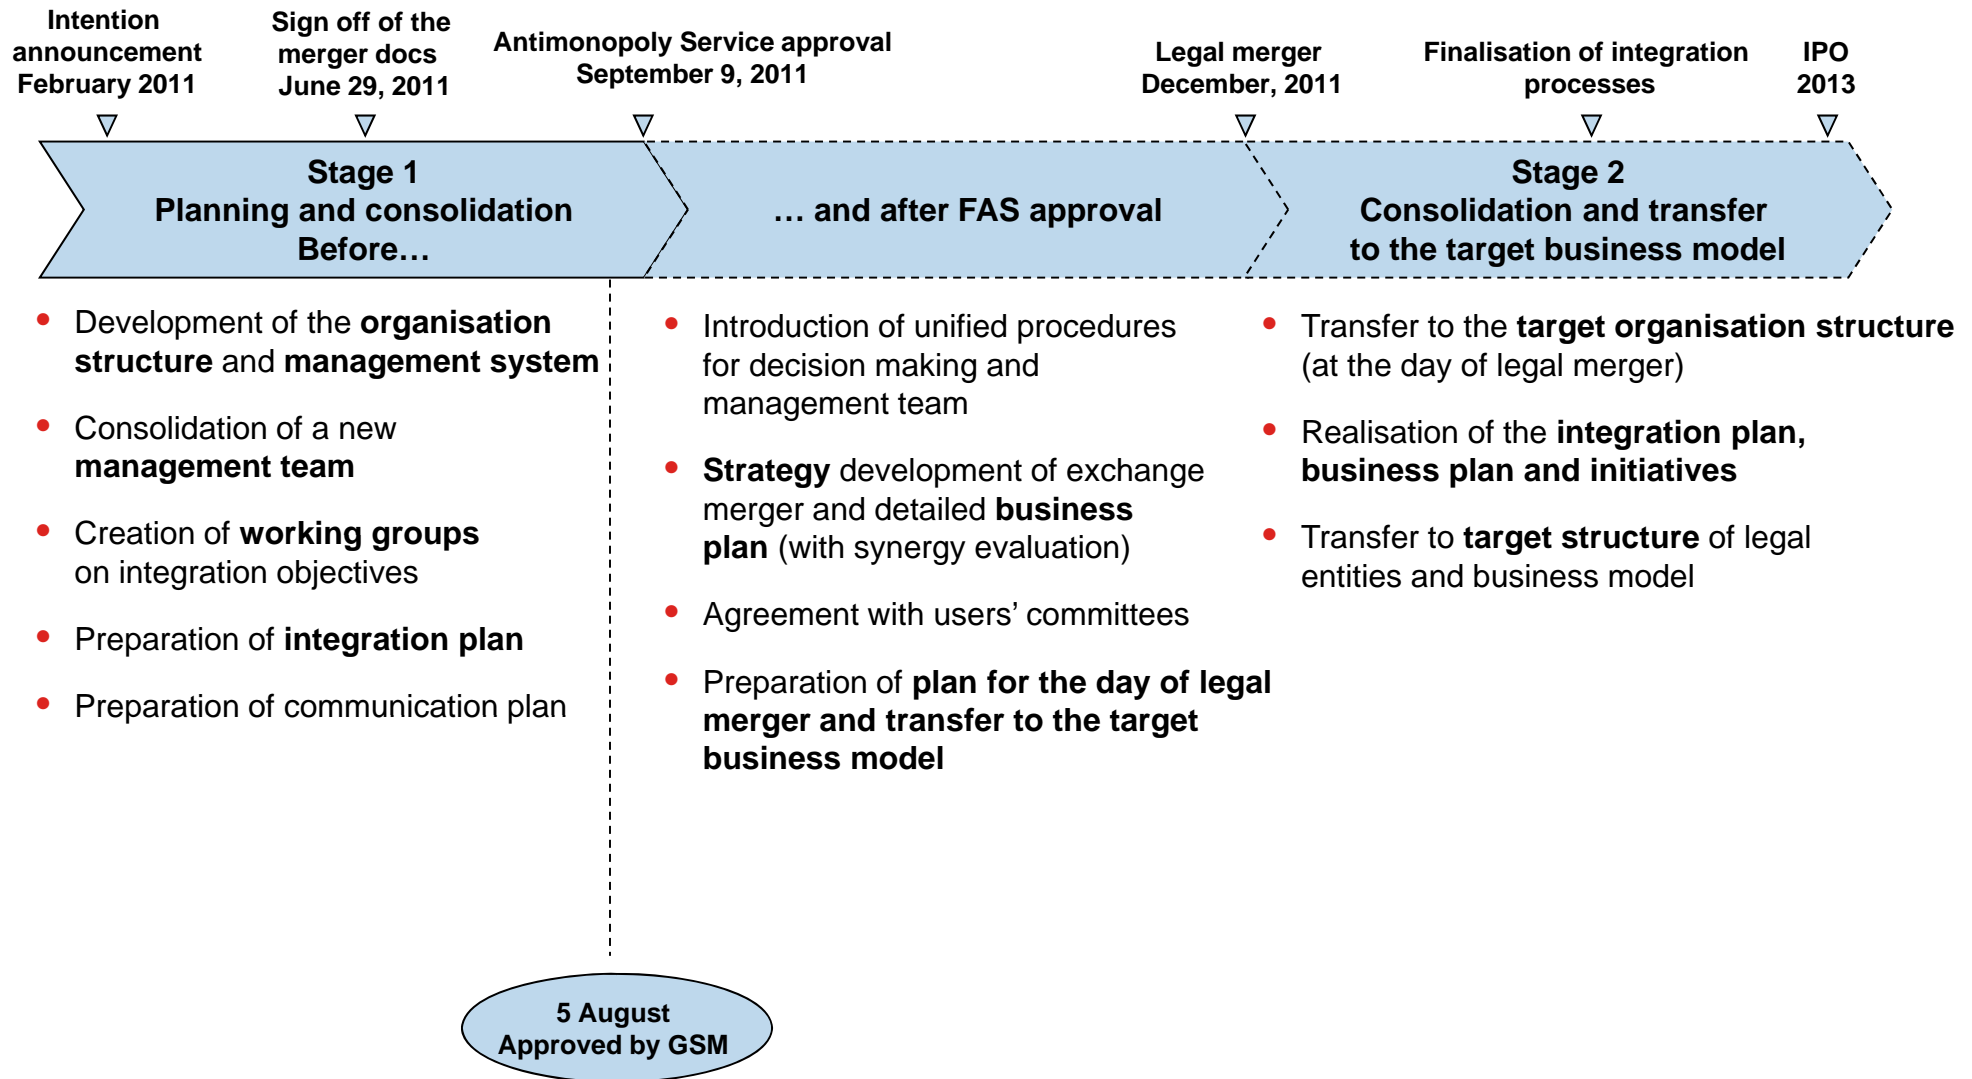 Intention
announcement
February 2011
Sign off of the
merger docs
June 29, 2011
Antimonopoly Service approval
September 9, 2011
Legal merger
December, 2011
Finalisation of integration
processes
IPO
2013
Stage 1
Planning and consolidation
Before…
… and after FAS approval
Stage 2
Consolidation and transfer
to the target business model
• Development of the organisation
structure and management system
• Consolidation of a new
management team
• Creation of working groups
on integration objectives
• Preparation of integration plan
• Preparation of communication plan
• Introduction of unified procedures
for decision making and
management team
• Strategy development of exchange
merger and detailed business
plan (with synergy evaluation)
• Agreement with users’ committees
• Preparation of plan for the day of legal
merger and transfer to the target
business model
• Transfer to the target organisation structure
(at the day of legal merger)
• Realisation of the integration plan,
business plan and initiatives
• Transfer to target structure of legal
entities and business model
5 August
Approved by GSM